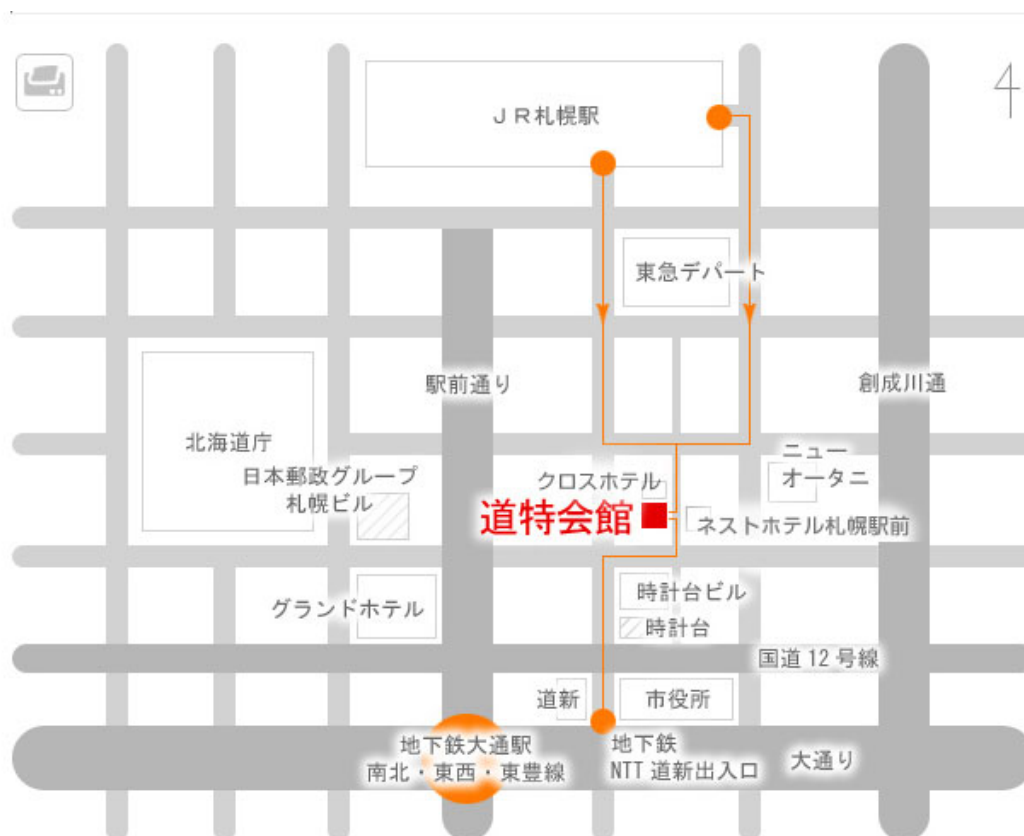 JR札幌駅
東急デパート
駅前通り
創成川通
北海道庁
日本郵政グループ
札幌ビル
クロスホテル
ニュー
オータニ
道特会館
ネストホテル札幌駅前
グランドホテル
時計台ビル
時計台
国道12号線
道新
市役所
地下鉄大通駅
南北・東西・東豊線
地下鉄
NTT道新出入口
大通り